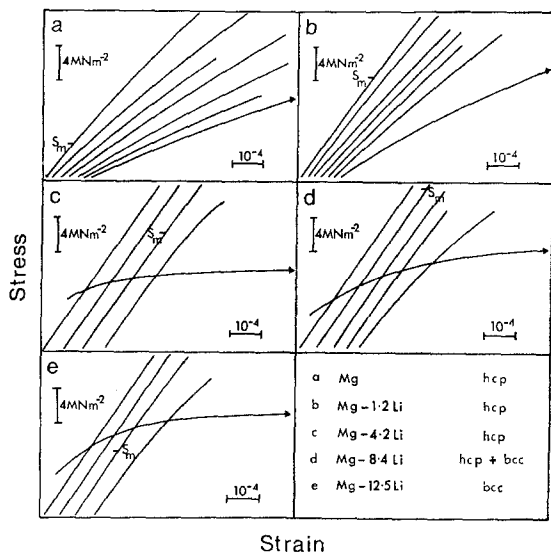 a
4MNm-2
Sm
10-4
b
4MNm-2
Sm
10-4
c
4MNm-2
Sm
10-4
d
4MNm-2
Sm
10-4
e
4MNm-2
Sm
10-4
a Mg hcp
b Mg-1·2 Li hcp
c Mg-4·2 Li hcp
d Mg-8·4 Li hcp + bcc
e Mg-12·5 Li bcc
Stress
Strain